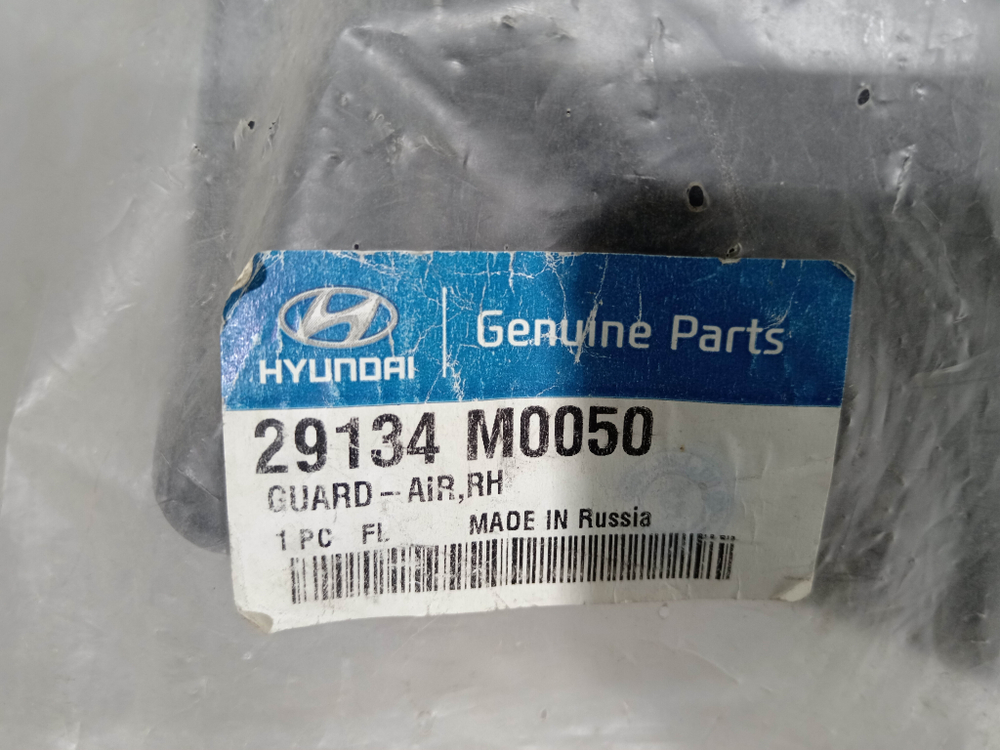 HYUNDAI
Genuine Parts
29134 M0050
GUARD-AiR,RH
1 PC FL MADE IN Russia